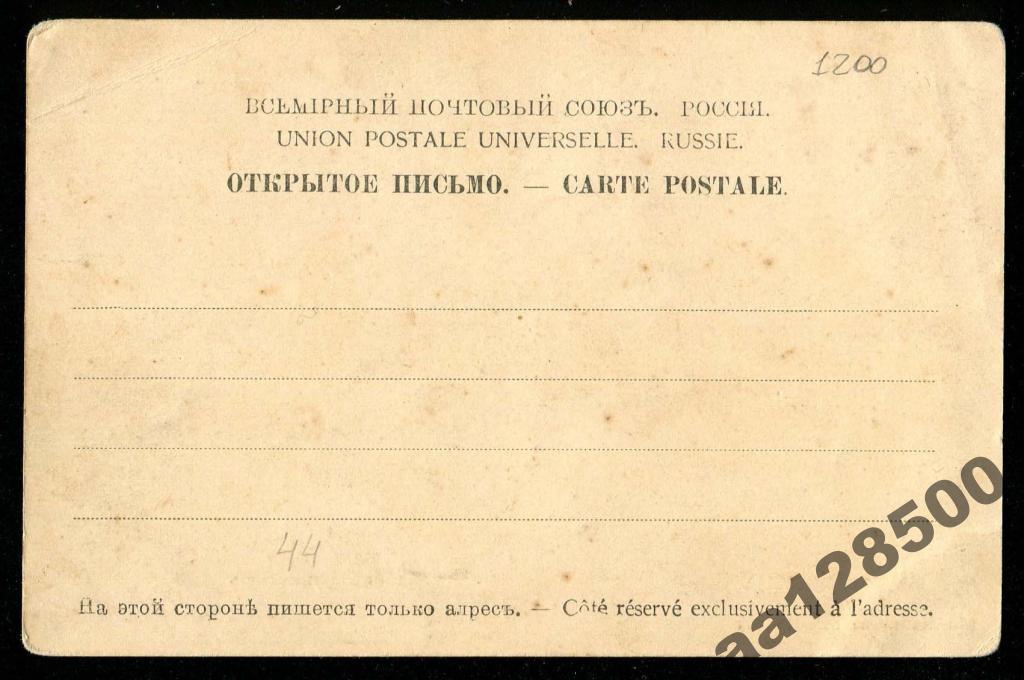 1200
ВСЕМІРНЫЙ ПОЧТОВЫЙ СОЮЗЪ. РОССІЯ.
UNION POSTALE UNIVERSELLE. RUSSIE.
ОТКРЫТОЕ ПИСЬМО. — CARTE POSTALE.
44
На этой сторонѣ пишется только адресъ. — Côté réservé exclusivement à l'adresse.
aa128500